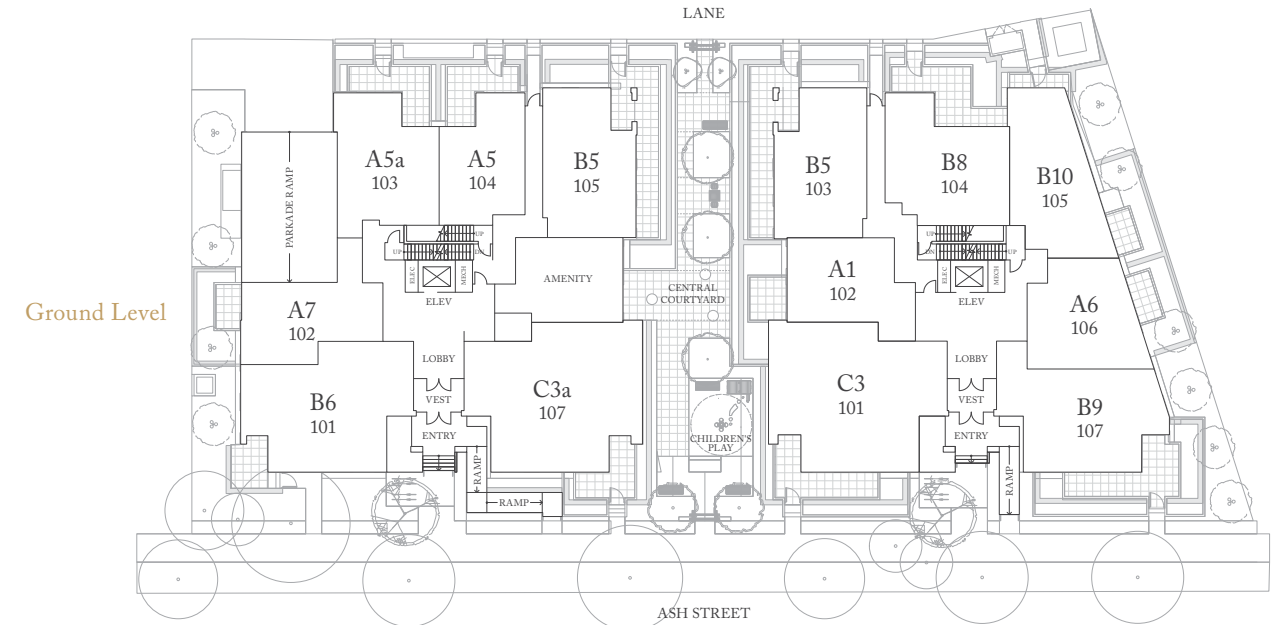 LANE
A5a
103
A5
104
B5
105
B5
103
B8
104
B10
105
PARKADE RAMP
UP
UP
DN
ELEC
MECH
ELEV
AMENITY
CENTRAL
COURTYARD
A1
102
UP
DN
UP
ELEC
MECH
ELEV
A6
106
Ground Level
A7
102
LOBBY
VEST
ENTRY
B6
101
C3a
107
CHILDREN'S
PLAY
C3
101
LOBBY
VEST
ENTRY
B9
107
RAMP
RAMP
RAMP
ASH STREET